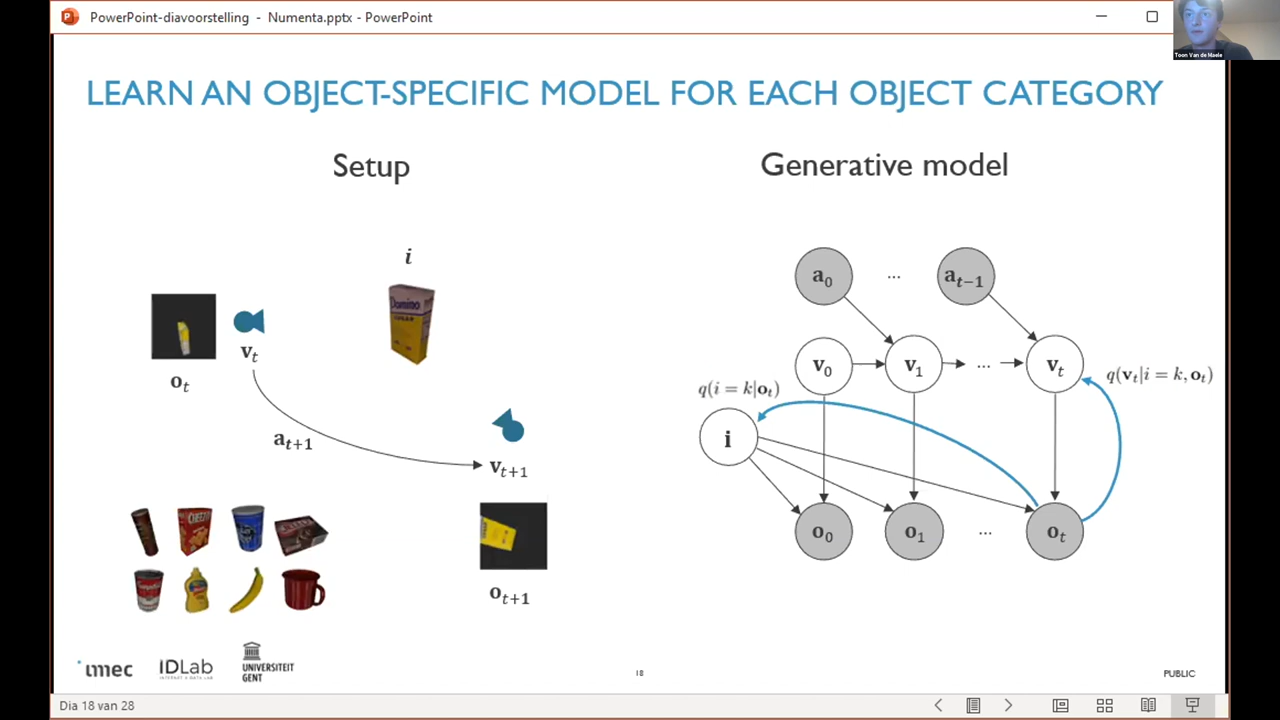 PowerPoint-diavoorstelling - Numenta.pptx - PowerPoint
Toon Van de Maele
LEARN AN OBJECT-SPECIFIC MODEL FOR EACH OBJECT CATEGORY
Setup
Generative model
i
Domino
o_t
v_t
a_{t+1}
v_{t+1}
o_{t+1}
a_0 ... a_{t−1}
v_0 v_1 ... v_t
q(v_t|i = k, o_t)
q(i = k|o_t)
i
o_0 o_1 ... o_t
imec
IDLab
UNIVERSITEIT
GENT
18
PUBLIC
Dia 18 van 28